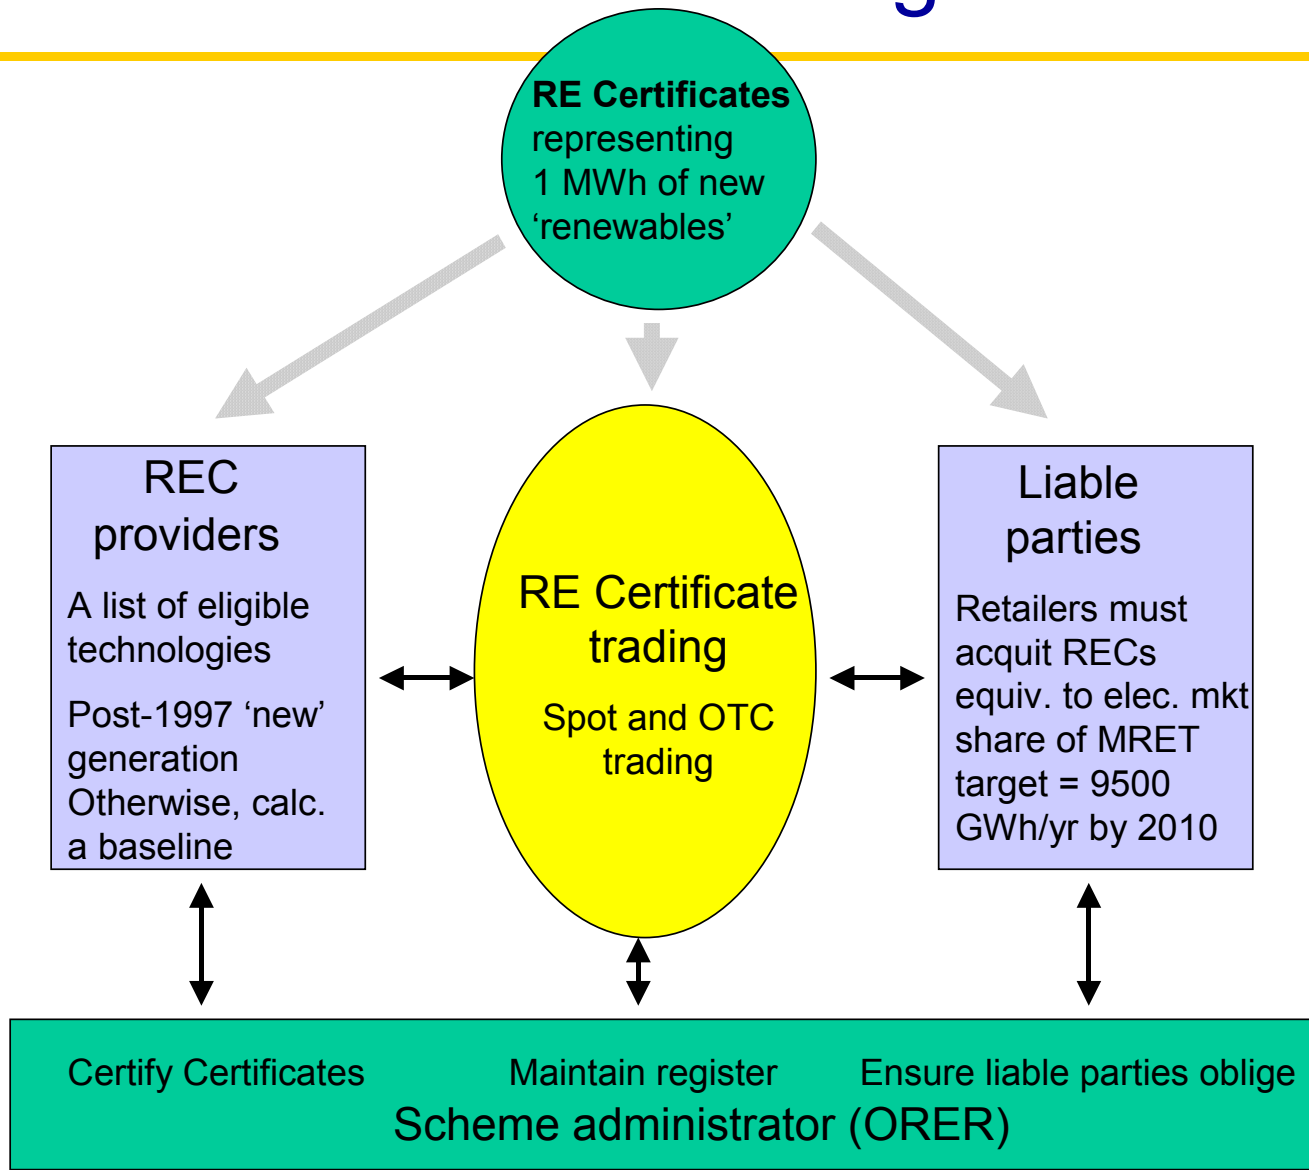 RE Certificates
representing
1 MWh of new
‘renewables’
REC
providers
A list of eligible
technologies
Post-1997 ‘new’
generation
Otherwise, calc.
a baseline
RE Certificate
trading
Spot and OTC
trading
Liable
parties
Retailers must
acquit RECs
equiv. to elec. mkt
share of MRET
target = 9500
GWh/yr by 2010
Certify Certificates
Maintain register
Ensure liable parties oblige
Scheme administrator (ORER)